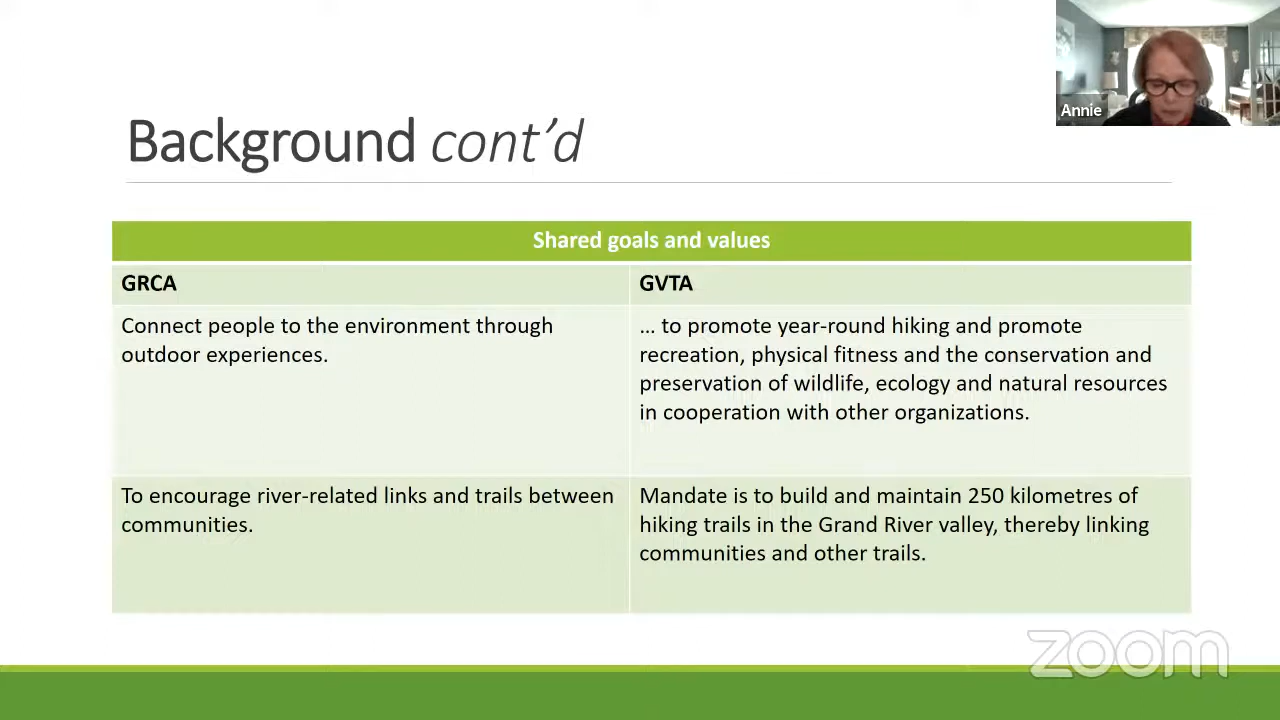 Annie
Background cont’d
Shared goals and values
GRCA
GVTA
Connect people to the environment through
outdoor experiences.
… to promote year-round hiking and promote
recreation, physical fitness and the conservation and
preservation of wildlife, ecology and natural resources
in cooperation with other organizations.
To encourage river-related links and trails between
communities.
Mandate is to build and maintain 250 kilometres of
hiking trails in the Grand River valley, thereby linking
communities and other trails.
zoom